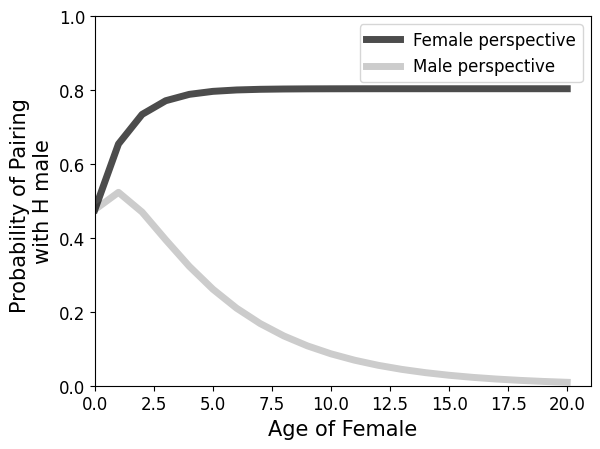 Female perspective
Male perspective
Probability of Pairing
with H male
1.0
0.8
0.6
0.4
0.2
0.0
0.0 2.5 5.0 7.5 10.0 12.5 15.0 17.5 20.0
Age of Female